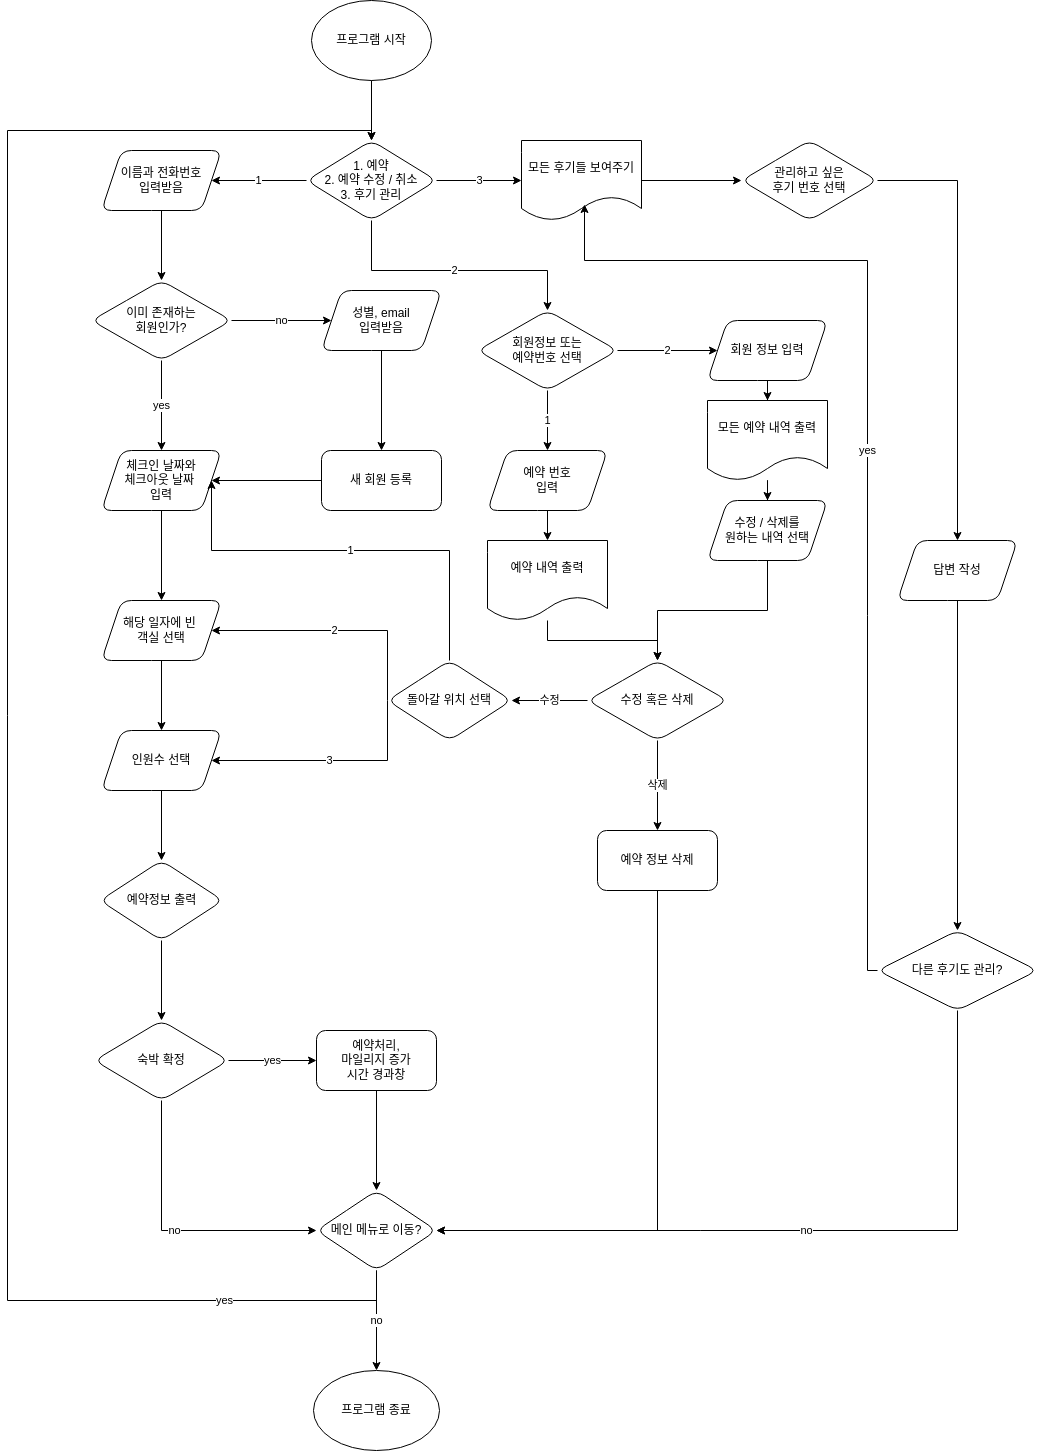 프로그램 시작
이름과 전화번호
입력받음
1
1. 예약
2. 예약 수정 / 취소
3. 후기 관리
3
모든 후기들 보여주기
관리하고 싶은
후기 번호 선택
2
이미 존재하는
회원인가?
no
성별, email
입력받음
회원정보 또는
예약번호 선택
2
회원 정보 입력
yes
1
모든 예약 내역 출력
yes
체크인 날짜와
체크아웃 날짜
입력
새 회원 등록
예약 번호
입력
수정 / 삭제를
원하는 내역 선택
1
예약 내역 출력
답변 작성
해당 일자에 빈
객실 선택
2
돌아갈 위치 선택
수정
수정 혹은 삭제
인원수 선택
3
삭제
예약 정보 삭제
예약정보 출력
다른 후기도 관리?
숙박 확정
yes
예약처리,
마일리지 증가
시간 경과창
no
메인 메뉴로 이동?
no
yes
no
프로그램 종료